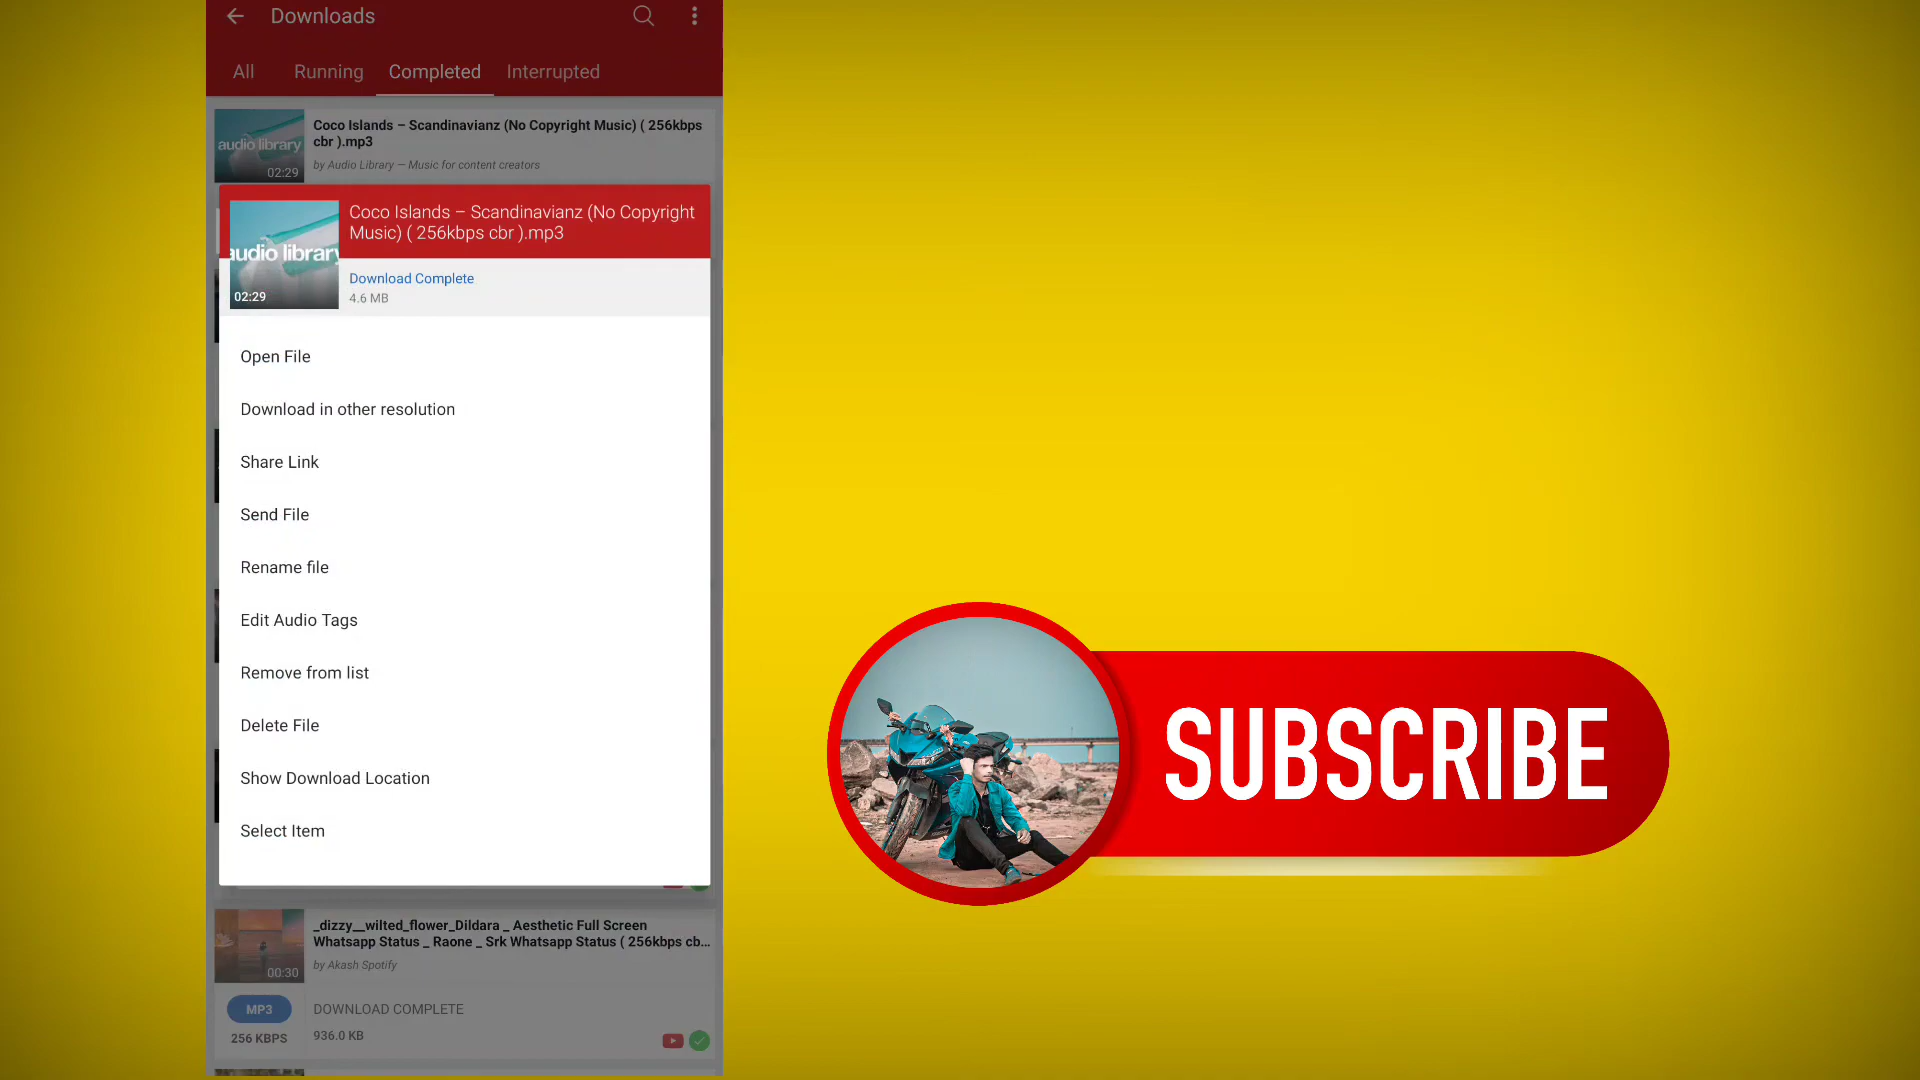 Downloads
All Running Completed Interrupted
Coco Islands – Scandinavianz (No Copyright Music) ( 256kbps
cbr ).mp3
audio library
by Audio Library — Music for content creators
02:29
Coco Islands – Scandinavianz (No Copyright
Music) ( 256kbps cbr ).mp3
audio library
Download Complete
02:29
4.6 MB
Open File
Download in other resolution
Share Link
Send File
Rename file
Edit Audio Tags
Remove from list
Delete File
Show Download Location
Select Item
SUBSCRIBE
_dizzy__wilted_flower_Dildara _ Aesthetic Full Screen
Whatsapp Status _ Raone _ Srk Whatsapp Status ( 256kbps cb...
by Akash Spotify
00:30
MP3
DOWNLOAD COMPLETE
256 KBPS
936.0 KB